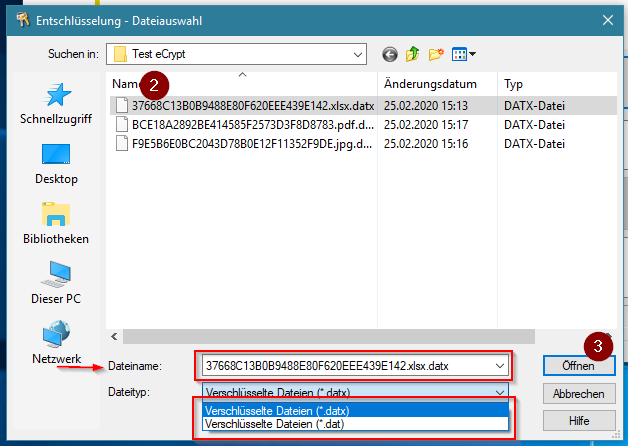 Entschlüsselung - Dateiauswahl
Suchen in: Test eCrypt
Name Änderungsdatum Typ
2
37668C13B0B9488E80F620EEE439E142.xlsx.datx 25.02.2020 15:13 DATX-Datei
BCE18A2892BE414585F2573D3F8D8783.pdf.d... 25.02.2020 15:17 DATX-Datei
F9E5B6E0BC2043D78B0E12F11352F9DE.jpg.d... 25.02.2020 15:16 DATX-Datei
Schnellzugriff
Desktop
Bibliotheken
Dieser PC
Netzwerk
3
Dateiname: 37668C13B0B9488E80F620EEE439E142.xlsx.datx Öffnen
Dateityp: Verschlüsselte Dateien (*.datx) Abbrechen
Verschlüsselte Dateien (*.datx)
Verschlüsselte Dateien (*.dat) Hilfe